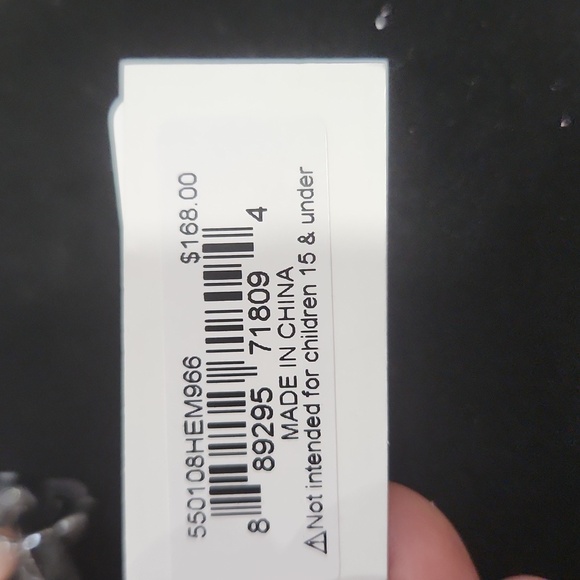 550108HEM966 $168.00
8 89295 71809 4
MADE IN CHINA
⚠Not intended for children 15 & under